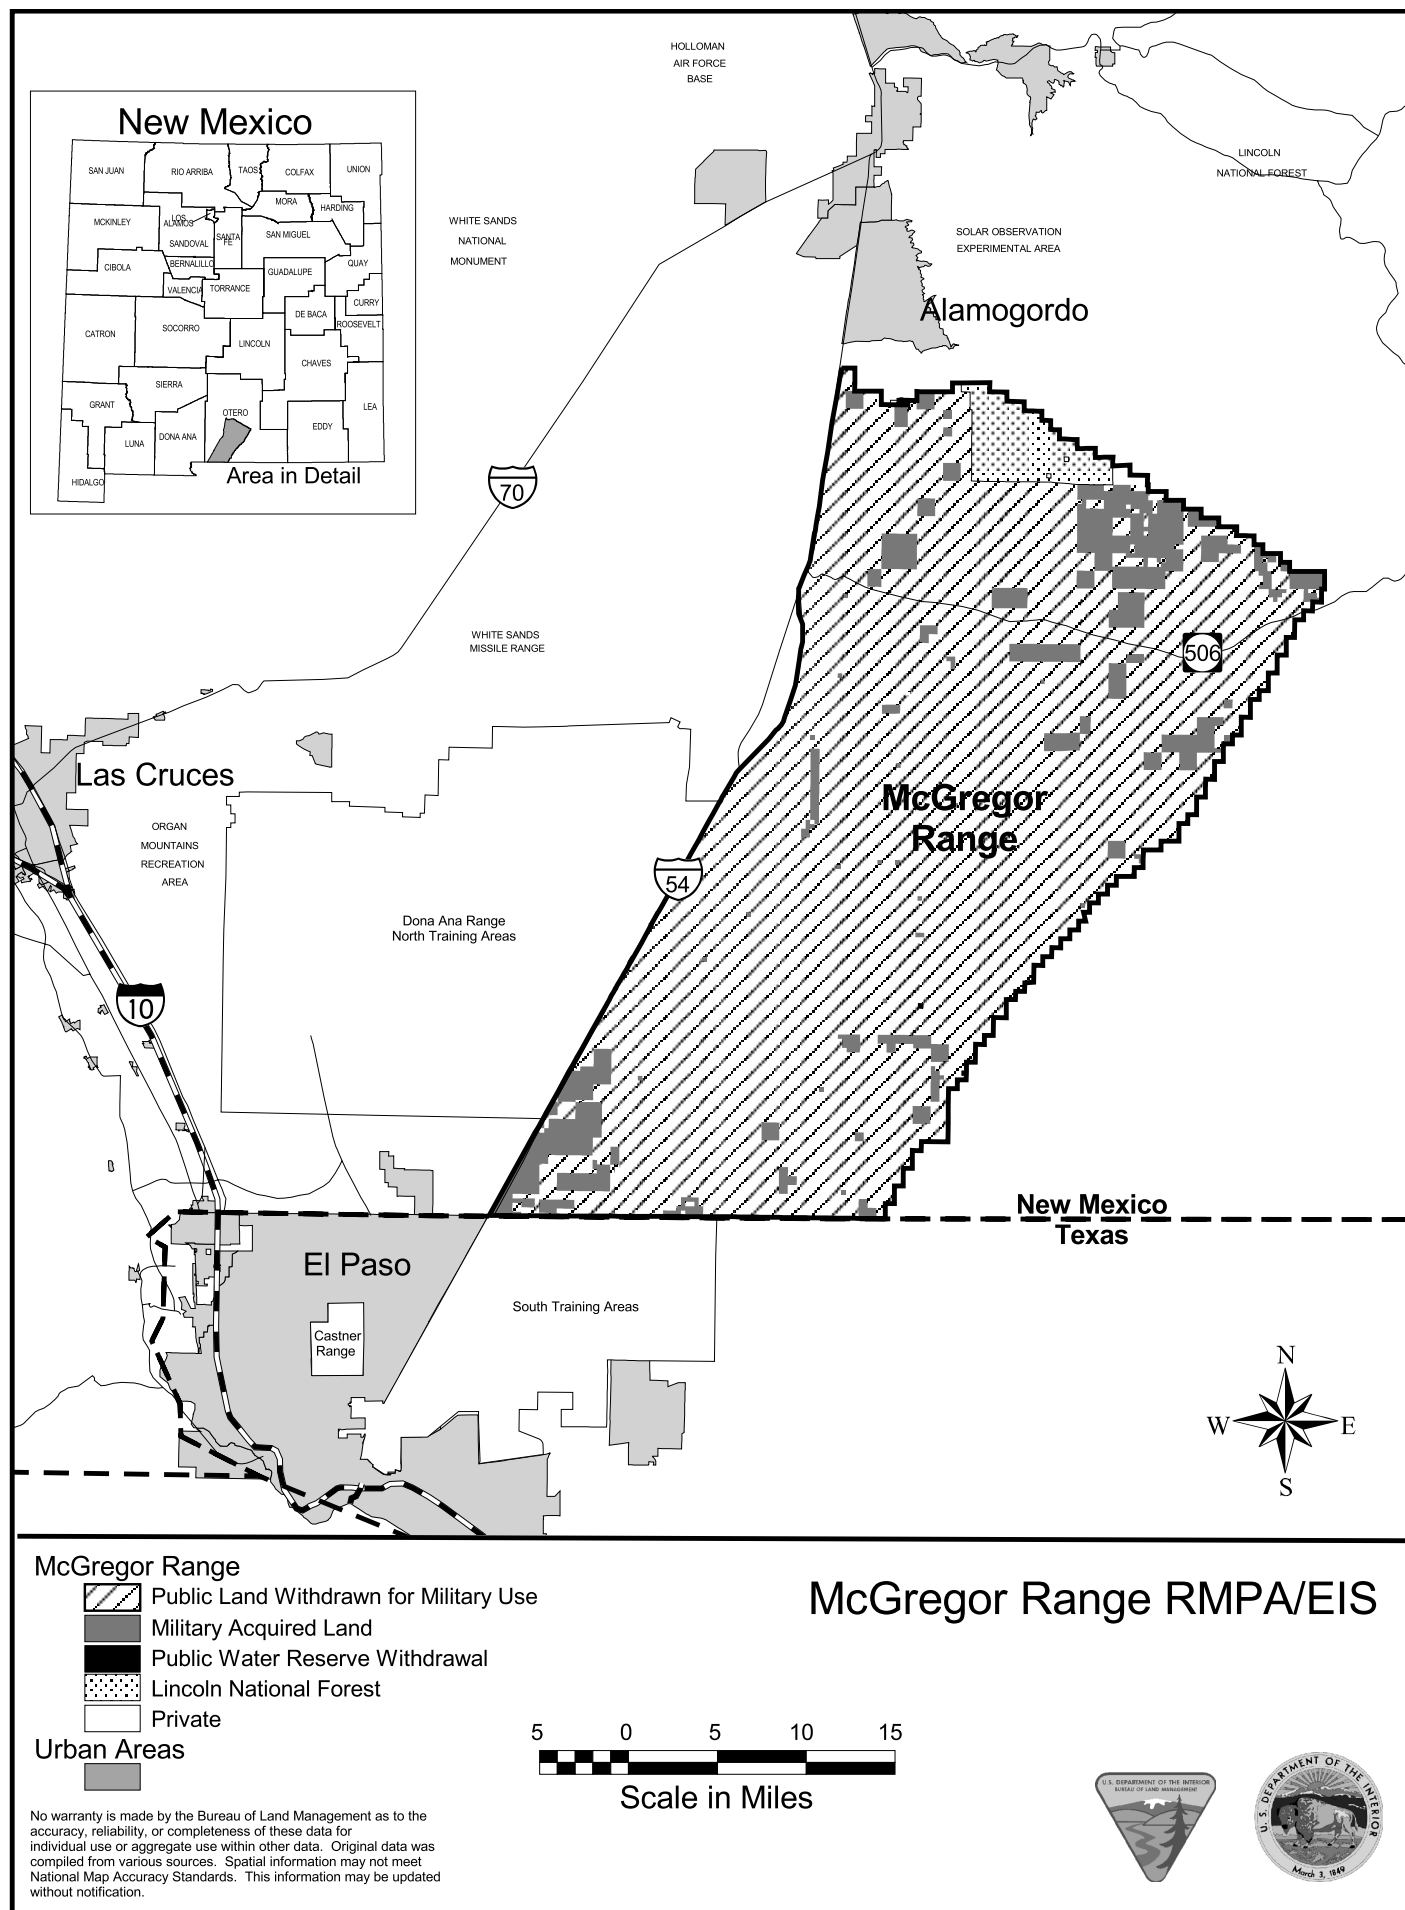 HOLLOMAN
AIR FORCE
BASE
New Mexico
SAN JUAN
RIO ARRIBA
TAOS
COLFAX
UNION
MORA
HARDING
MCKINLEY
LOS
ALAMOS
SANDOVAL
SANTA
FE
SAN MIGUEL
CIBOLA
BERNALILLO
GUADALUPE
QUAY
VALENCIA
TORRANCE
CURRY
DE BACA
ROOSEVELT
CATRON
SOCORRO
LINCOLN
CHAVES
SIERRA
GRANT
OTERO
LEA
EDDY
LUNA
DONA ANA
HIDALGO
Area in Detail
LINCOLN
NATIONAL FOREST
WHITE SANDS
NATIONAL
MONUMENT
SOLAR OBSERVATION
EXPERIMENTAL AREA
Alamogordo
70
WHITE SANDS
MISSILE RANGE
506
Las Cruces
McGregor
Range
ORGAN
MOUNTAINS
RECREATION
AREA
54
Dona Ana Range
North Training Areas
10
New Mexico
Texas
El Paso
South Training Areas
Castner
Range
N
W
E
S
McGregor Range
Public Land Withdrawn for Military Use
Military Acquired Land
Public Water Reserve Withdrawal
Lincoln National Forest
Private
Urban Areas
McGregor Range RMPA/EIS
5 0 5 10 15
Scale in Miles
No warranty is made by the Bureau of Land Management as to the
accuracy, reliability, or completeness of these data for
individual use or aggregate use within other data. Original data was
compiled from various sources. Spatial information may not meet
National Map Accuracy Standards. This information may be updated
without notification.
U.S. DEPARTMENT OF THE INTERIOR
BUREAU OF LAND MANAGEMENT
U.S. DEPARTMENT OF THE INTERIOR
March 3, 1849